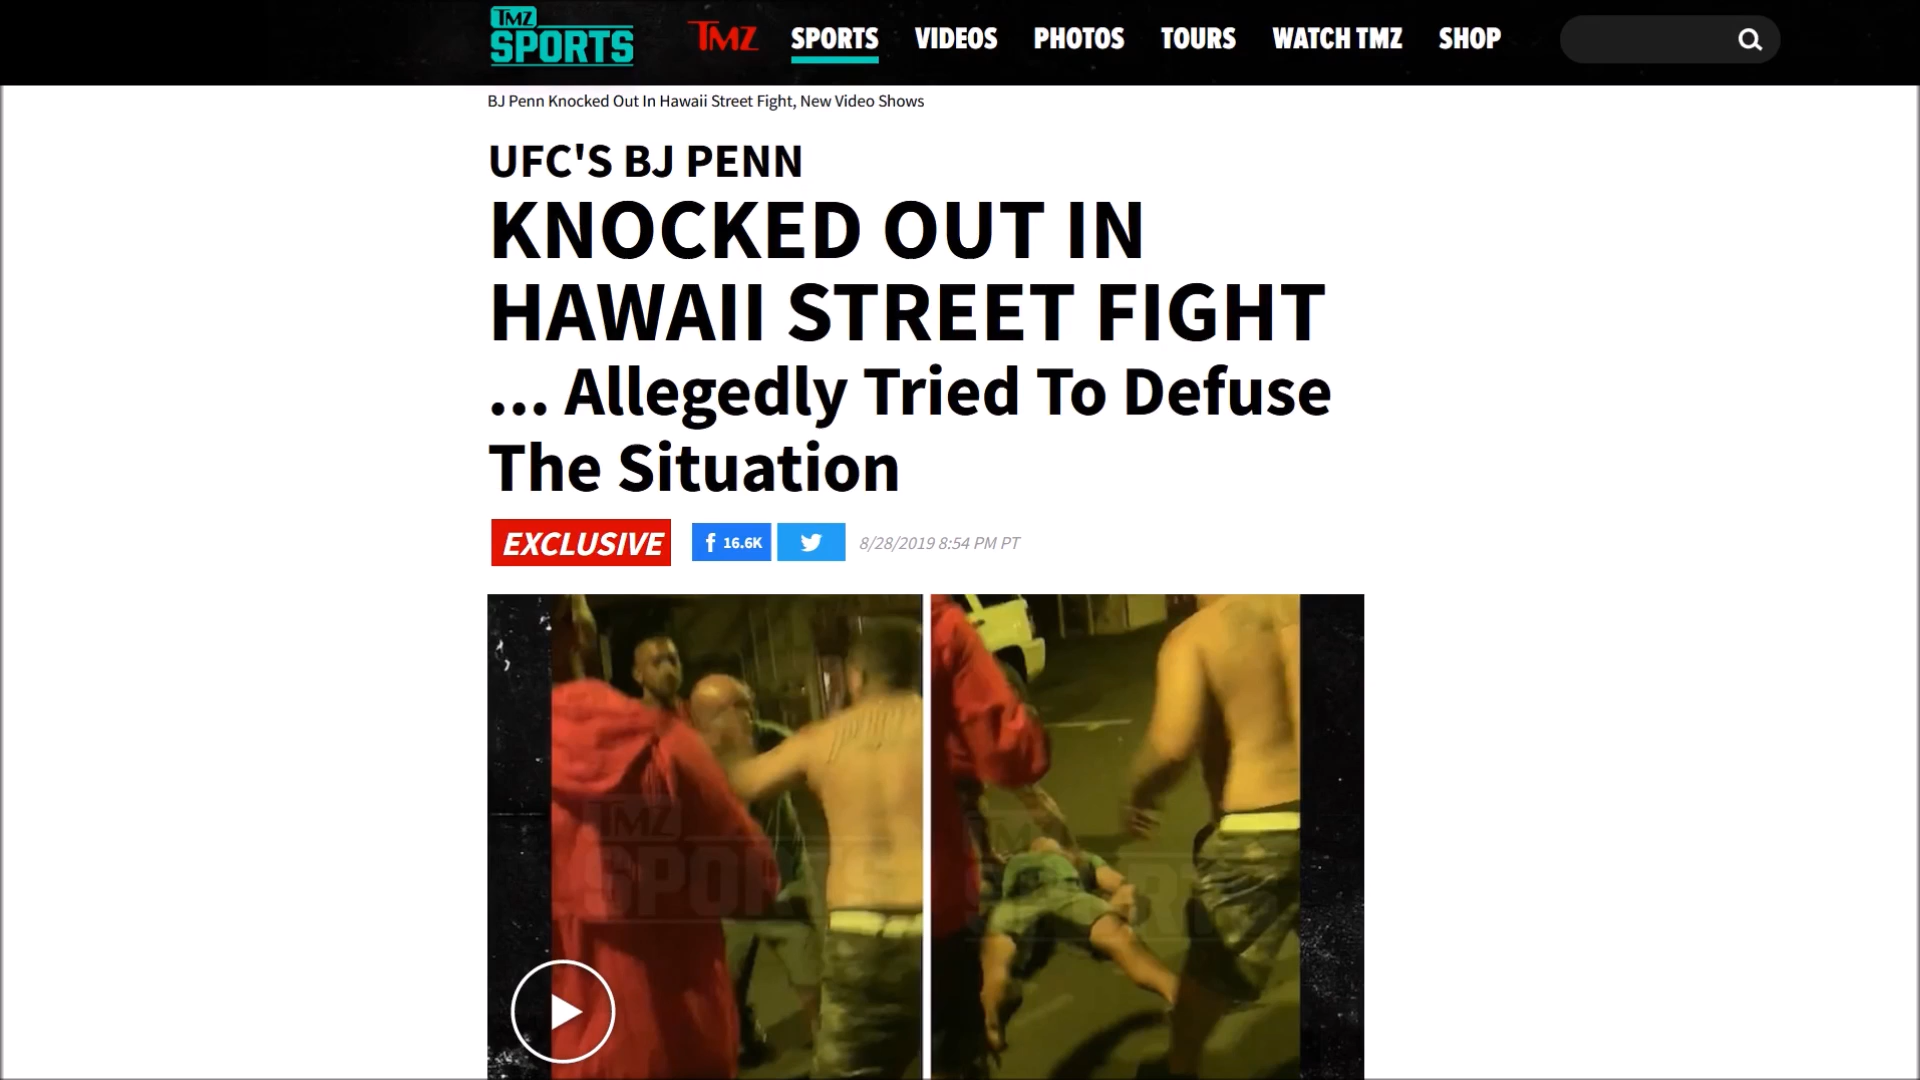 TMZ
SPORTS
TMZ SPORTS VIDEOS PHOTOS TOURS WATCH TMZ SHOP
BJ Penn Knocked Out In Hawaii Street Fight, New Video Shows
UFC'S BJ PENN
KNOCKED OUT IN
HAWAII STREET FIGHT
... Allegedly Tried To Defuse
The Situation
EXCLUSIVE
f 16.6K
8/28/2019 8:54 PM PT
TMZ
SPORTS